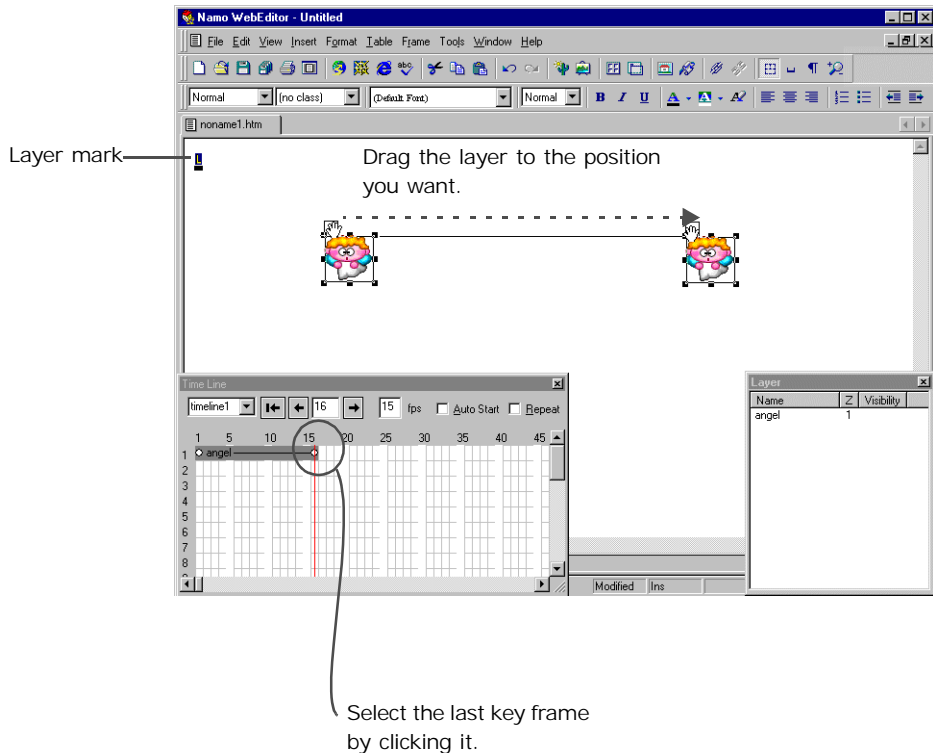 Namo WebEditor - Untitled
File Edit View Insert Format Table Frame Tools Window Help
abc
Normal (no class) (Default Font) Normal B I U A A A
noname1.htm
Layer mark
L
Drag the layer to the position
you want.
Time Line
timeline1 16 15 fps Auto Start Repeat
1 5 10 15 20 25 30 35 40 45
1 angel
2
3
4
5
6
7
8
Layer
Name Z Visibility
angel 1
Modified Ins
Select the last key frame
by clicking it.